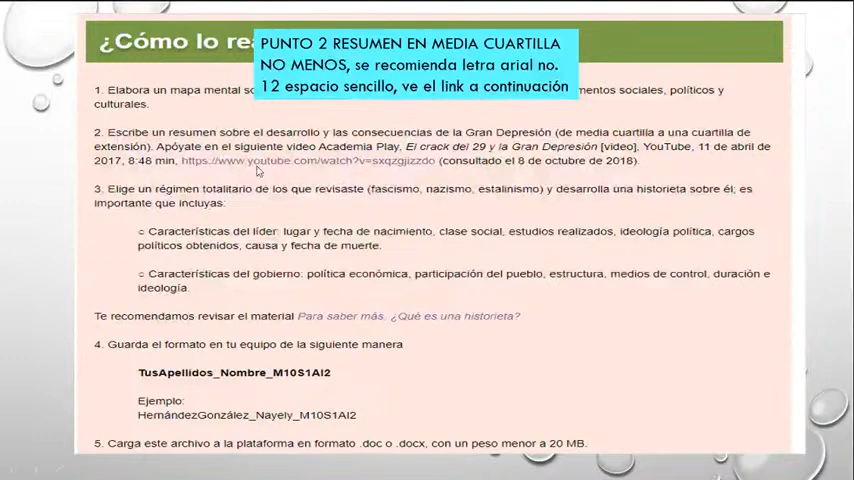 ¿Cómo lo re
PUNTO 2 RESUMEN EN MEDIA CUARTILLA
NO MENOS, se recomienda letra arial no.
12 espacio sencillo, ve el link a continuación
1. Elabora un mapa mental so mentos sociales, políticos y
culturales.
2. Escribe un resumen sobre el desarrollo y las consecuencias de la Gran Depresión (de media cuartilla a una cuartilla de
extensión). Apóyate en el siguiente video Academia Play, El crack del 29 y la Gran Depresión [video], YouTube, 11 de abril de
2017, 8:48 min, https://www.youtube.com/watch?v=sxqzgjizzdo (consultado el 8 de octubre de 2018).
3. Elige un régimen totalitario de los que revisaste (fascismo, nazismo, estalinismo) y desarrolla una historieta sobre él; es
importante que incluyas:
○ Características del líder: lugar y fecha de nacimiento, clase social, estudios realizados, ideología política, cargos
políticos obtenidos, causa y fecha de muerte.
○ Características del gobierno: política económica, participación del pueblo, estructura, medios de control, duración e
ideología.
Te recomendamos revisar el material Para saber más. ¿Qué es una historieta?
4. Guarda el formato en tu equipo de la siguiente manera
TusApellidos_Nombre_M10S1AI2
Ejemplo:
HernándezGonzález_Nayely_M10S1AI2
5. Carga este archivo a la plataforma en formato .doc o .docx, con un peso menor a 20 MB.